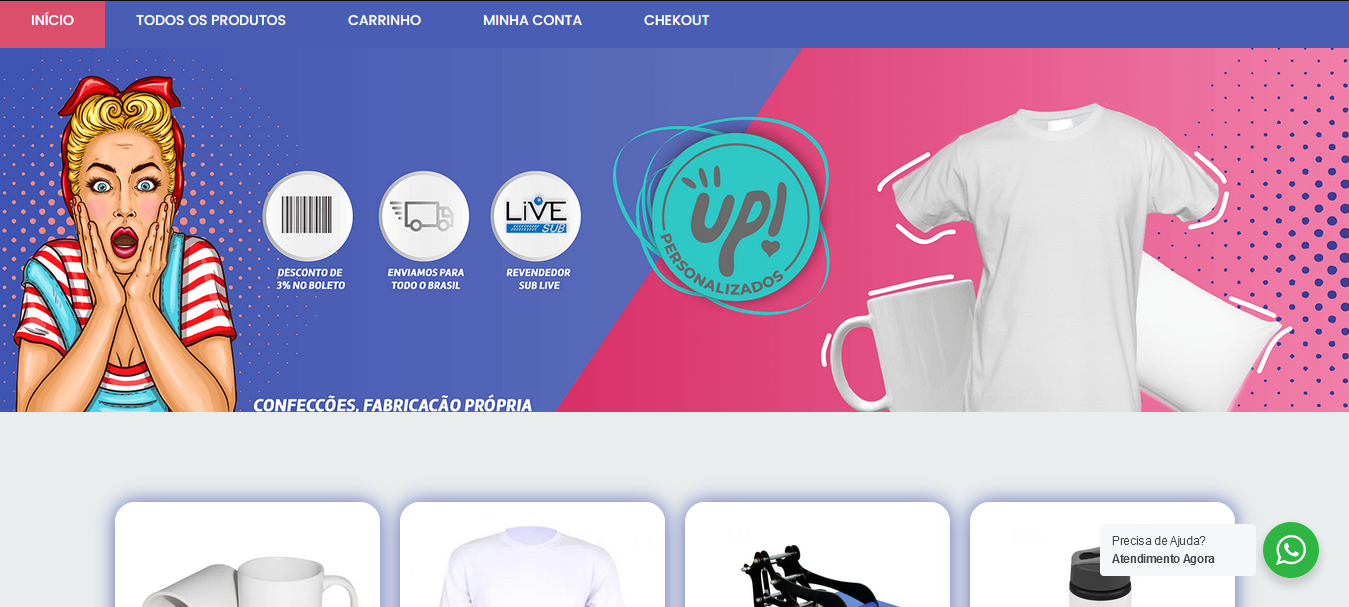 INÍCIO
TODOS OS PRODUTOS
CARRINHO
MINHA CONTA
CHEKOUT
LiVE
SUB
DESCONTO DE
3% NO BOLETO
ENVIAMOS PARA
TODO O BRASIL
REVENDEDOR
SUB LIVE
UP!
PERSONALIZADOS
CONFECCÕES, FABRICAÇÃO PRÓPRIA
Precisa de Ajuda?
Atendimento Agora